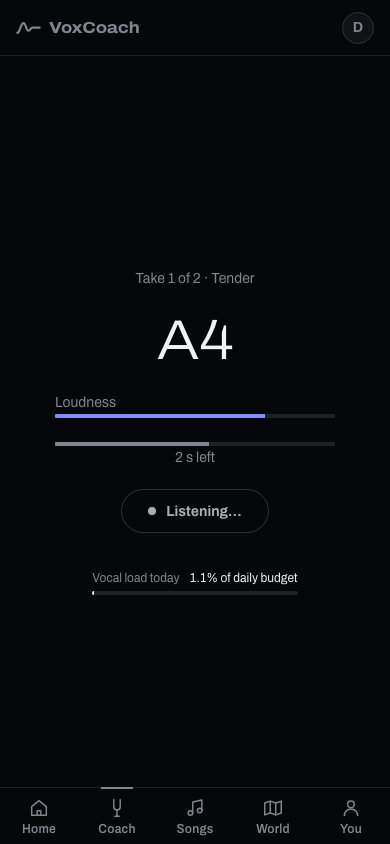 VoxCoach
D
Take 1 of 2 · Tender
A4
Loudness
2 s left
Listening...
Vocal load today 1.1% of daily budget
Home Coach Songs World You